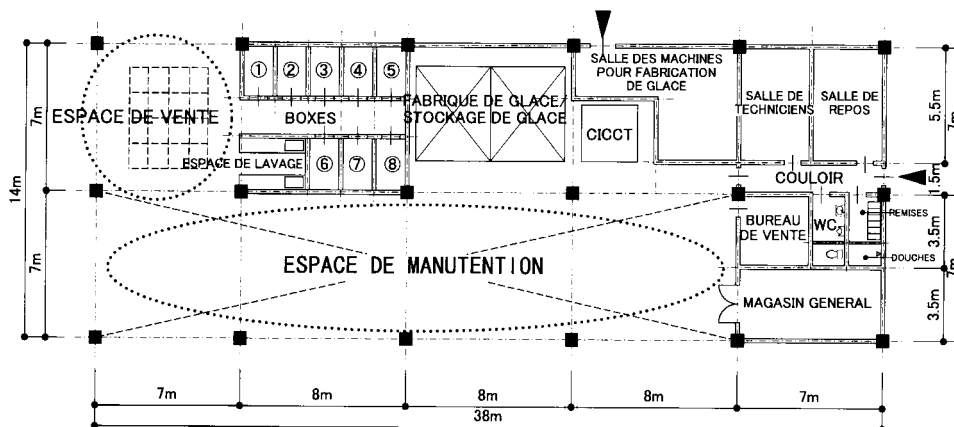 SALLE DES MACHINES
POUR FABRICATION
DE GLACE
① ② ③ ④ ⑤
SALLE DE
TECHNICIENS
SALLE DE
REPOS
ESPACE DE VENTE
BOXES
FABRIQUE DE GLACE/
STOCKAGE DE GLACE
CICCT
ESPACE DE LAVAGE
⑥ ⑦ ⑧
COULOIR
BUREAU
DE VENTE
WC
REMISES
DOUCHES
ESPACE DE MANUTENTION
MAGASIN GENERAL
14m
7m
7m
5.5m
1.5m
7m
3.5m
3.5m
7m
7m
8m
8m
8m
7m
38m